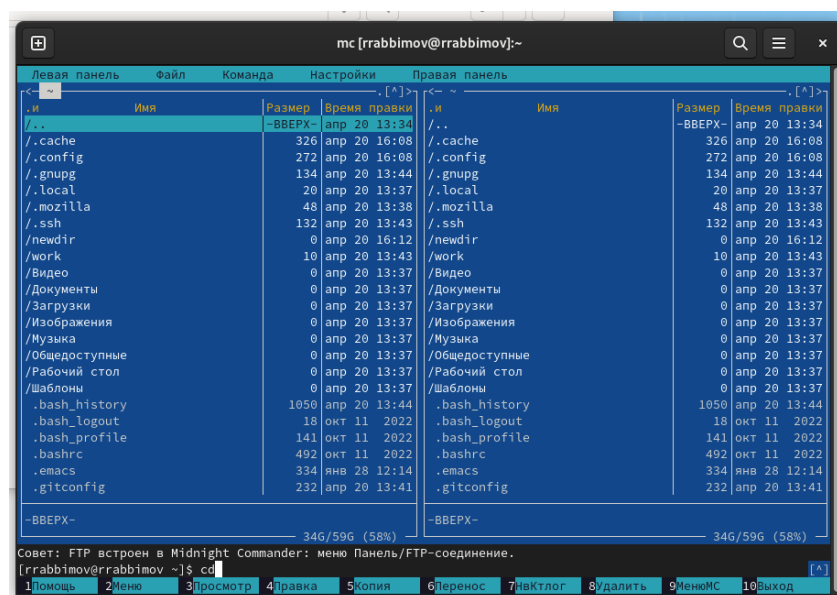 mc [rrabbimov@rrabbimov]:~
Левая панель Файл Команда Настройки Правая панель
<— ~ .[^]> <— ~ .[^]>
.и Имя Размер Время правки .и Имя Размер Время правки
/.. -ВВЕРХ- апр 20 13:34 /.. -ВВЕРХ- апр 20 13:34
/.cache 326 апр 20 16:08 /.cache 326 апр 20 16:08
/.config 272 апр 20 16:08 /.config 272 апр 20 16:08
/.gnupg 134 апр 20 13:44 /.gnupg 134 апр 20 13:44
/.local 20 апр 20 13:37 /.local 20 апр 20 13:37
/.mozilla 48 апр 20 13:38 /.mozilla 48 апр 20 13:38
/.ssh 132 апр 20 13:43 /.ssh 132 апр 20 13:43
/newdir 0 апр 20 16:12 /newdir 0 апр 20 16:12
/work 10 апр 20 13:43 /work 10 апр 20 13:43
/Видео 0 апр 20 13:37 /Видео 0 апр 20 13:37
/Документы 0 апр 20 13:37 /Документы 0 апр 20 13:37
/Загрузки 0 апр 20 13:37 /Загрузки 0 апр 20 13:37
/Изображения 0 апр 20 13:37 /Изображения 0 апр 20 13:37
/Музыка 0 апр 20 13:37 /Музыка 0 апр 20 13:37
/Общедоступные 0 апр 20 13:37 /Общедоступные 0 апр 20 13:37
/Рабочий стол 0 апр 20 13:37 /Рабочий стол 0 апр 20 13:37
/Шаблоны 0 апр 20 13:37 /Шаблоны 0 апр 20 13:37
.bash_history 1050 апр 20 13:44 .bash_history 1050 апр 20 13:44
.bash_logout 18 окт 11 2022 .bash_logout 18 окт 11 2022
.bash_profile 141 окт 11 2022 .bash_profile 141 окт 11 2022
.bashrc 492 окт 11 2022 .bashrc 492 окт 11 2022
.emacs 334 янв 28 12:14 .emacs 334 янв 28 12:14
.gitconfig 232 апр 20 13:41 .gitconfig 232 апр 20 13:41
-ВВЕРХ- -ВВЕРХ-
34G/59G (58%) 34G/59G (58%)
Совет: FTP встроен в Midnight Commander: меню Панель/FTP-соединение.
[rrabbimov@rrabbimov ~]$ cd [^]
1Помощь 2Меню 3Просмотр 4Правка 5Копия 6Перенос 7НвКтлог 8Удалить 9МенюMC 10Выход